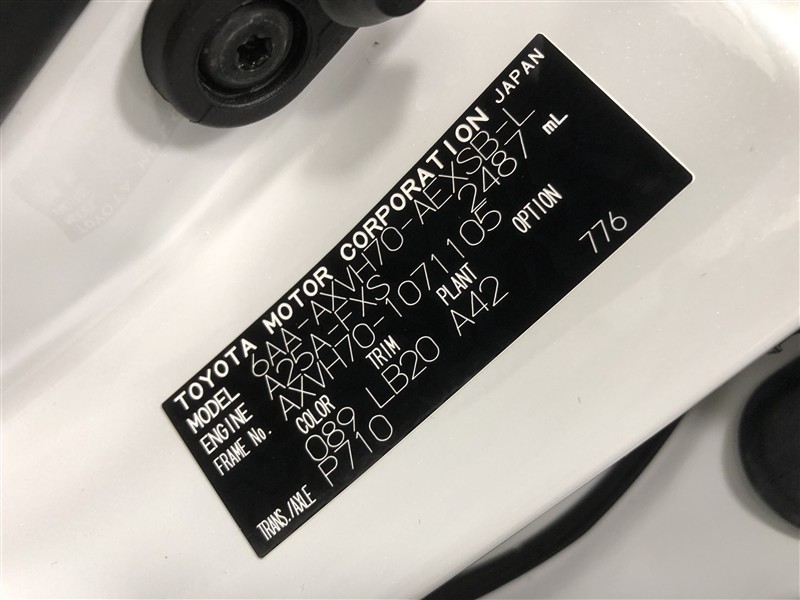 TOYOTA MOTOR CORPORATION JAPAN
MODEL 6AA-AXVH70-AEXSB-L
ENGINE A25A-FXS 2487 mL
FRAME No. AXVH70-1071105
COLOR TRIM PLANT OPTION
089 LB20 A42 776
TRANS./AXLE P710